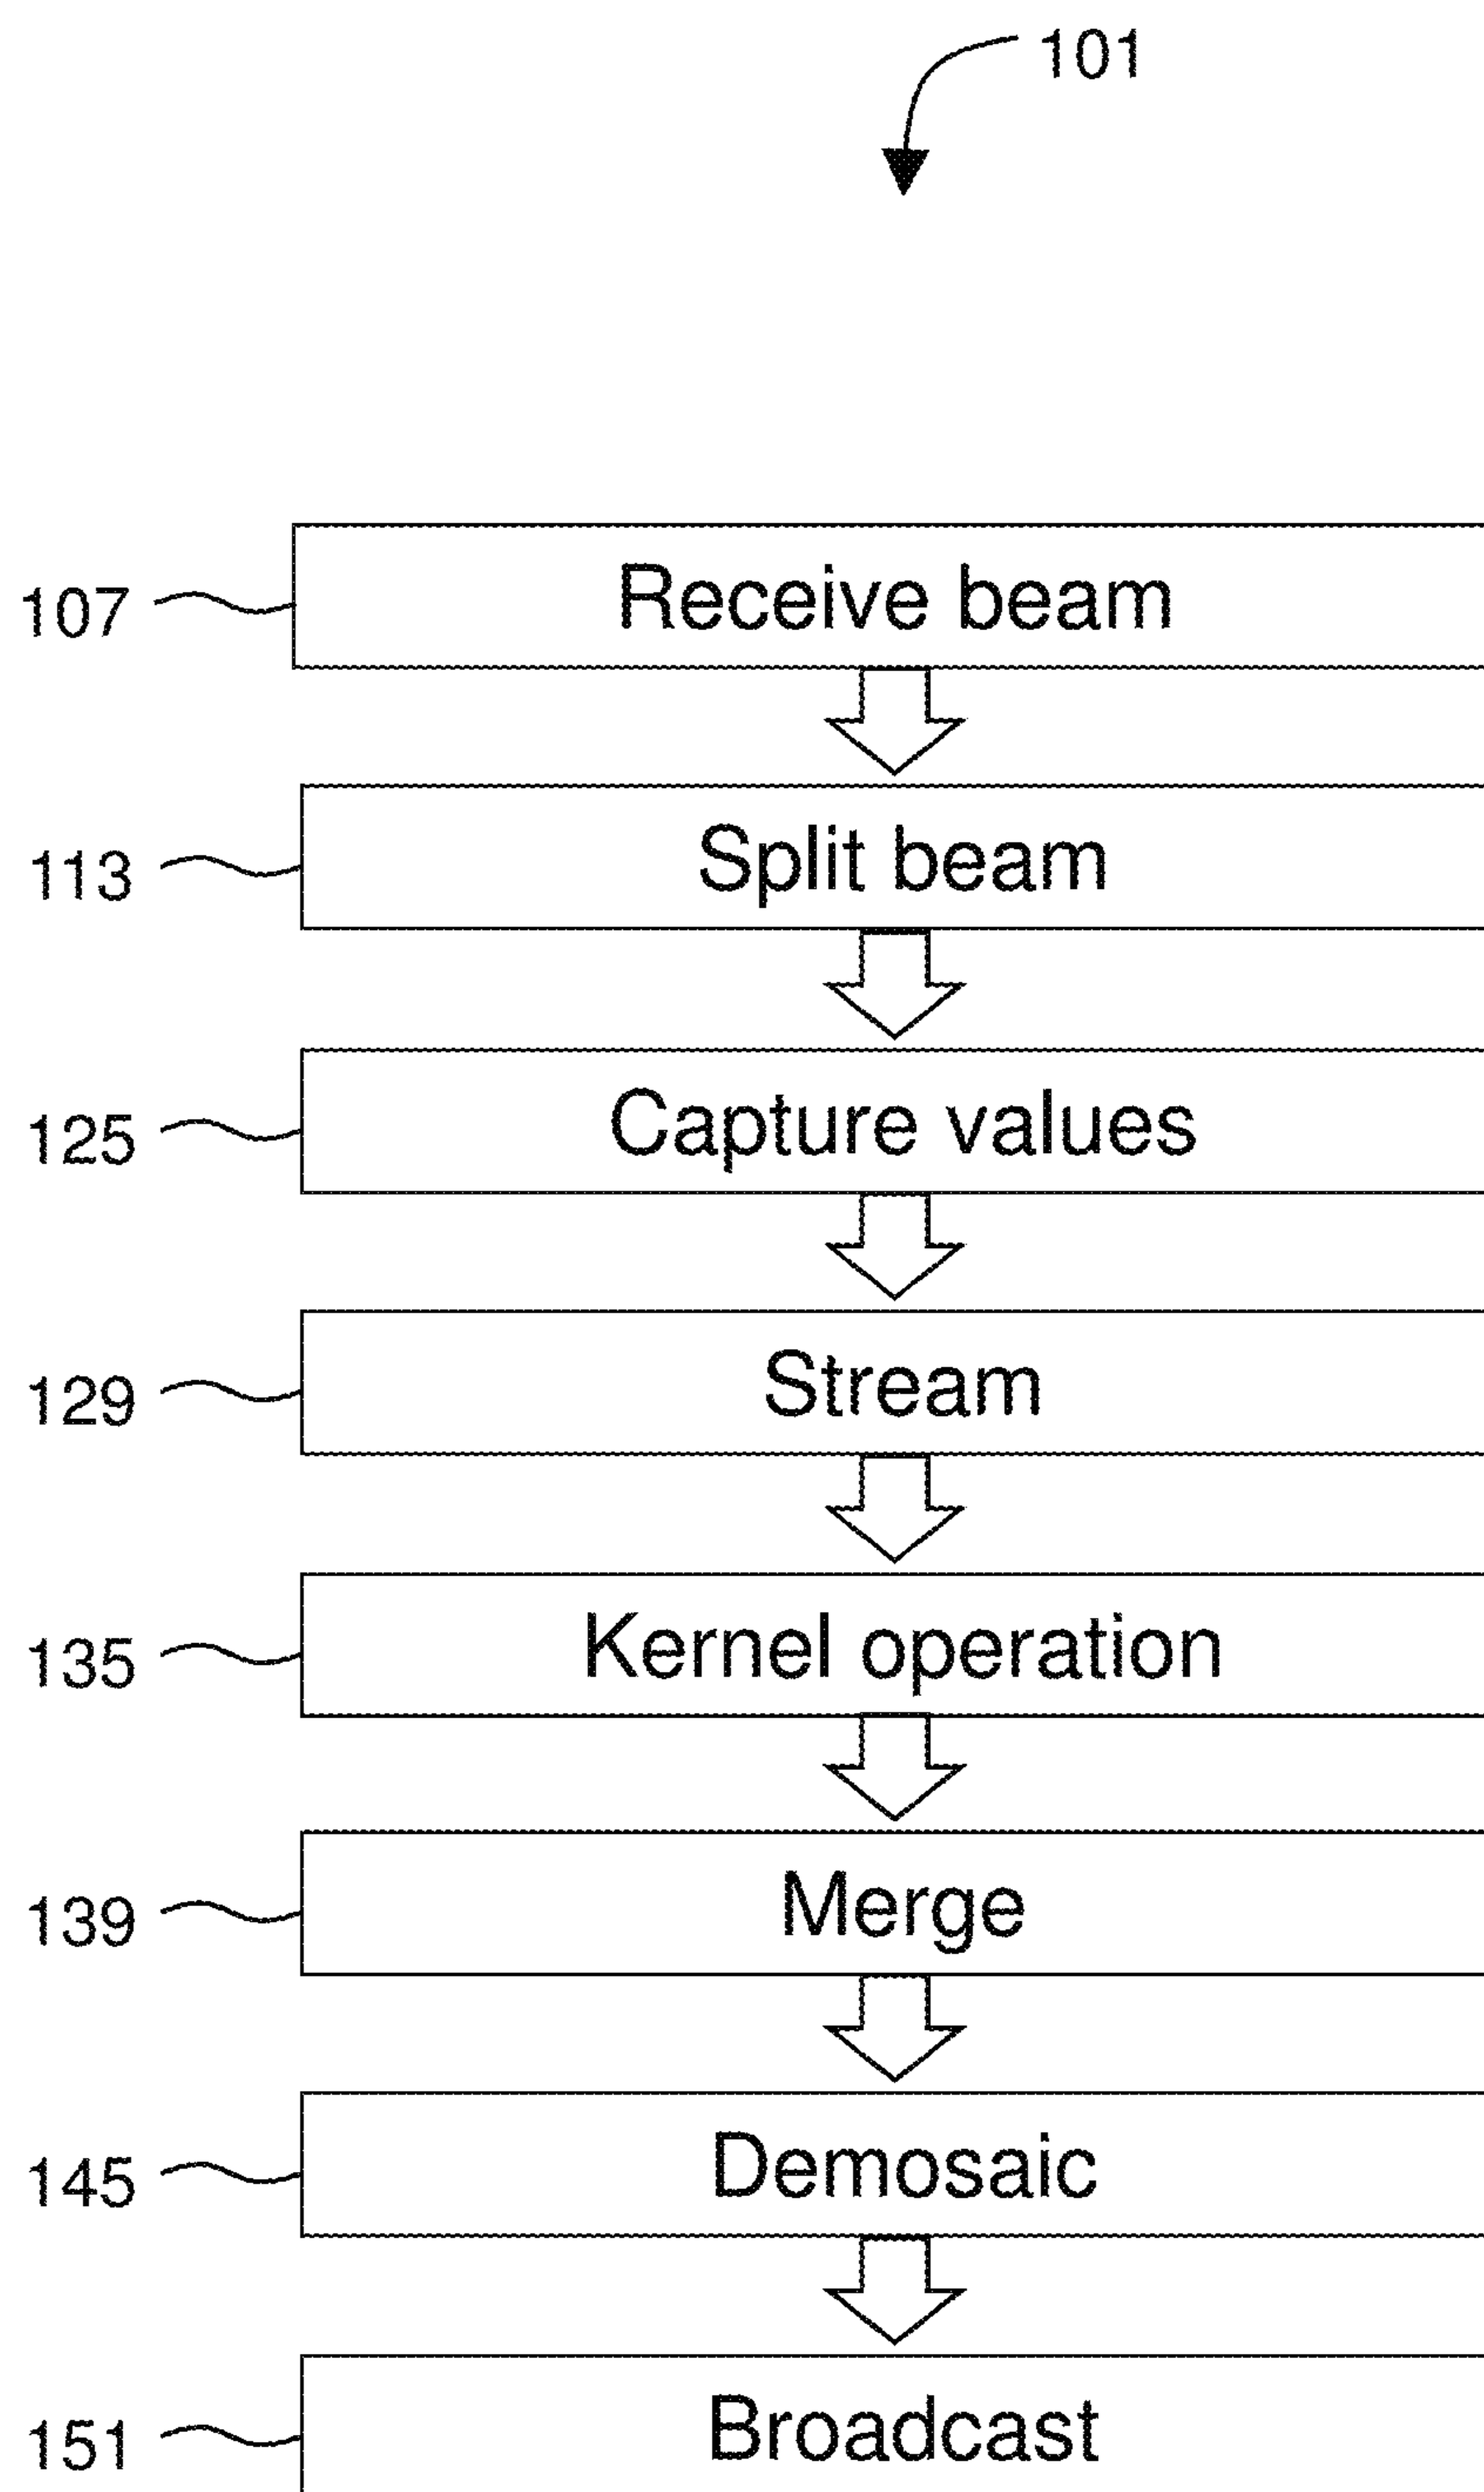 101
107 Receive beam
113 Split beam
125 Capture values
129 Stream
135 Kernel operation
139 Merge
145 Demosaic
151 Broadcast